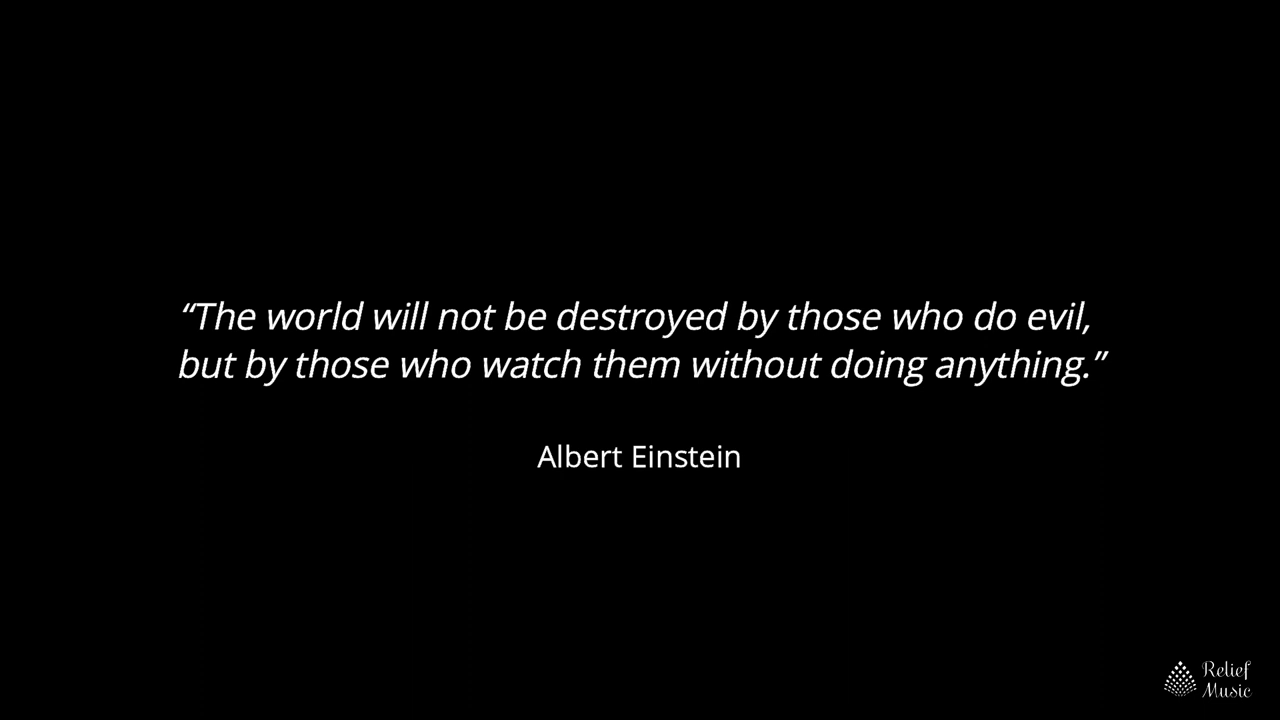 “The world will not be destroyed by those who do evil,
but by those who watch them without doing anything.”
Albert Einstein
Relief
Music